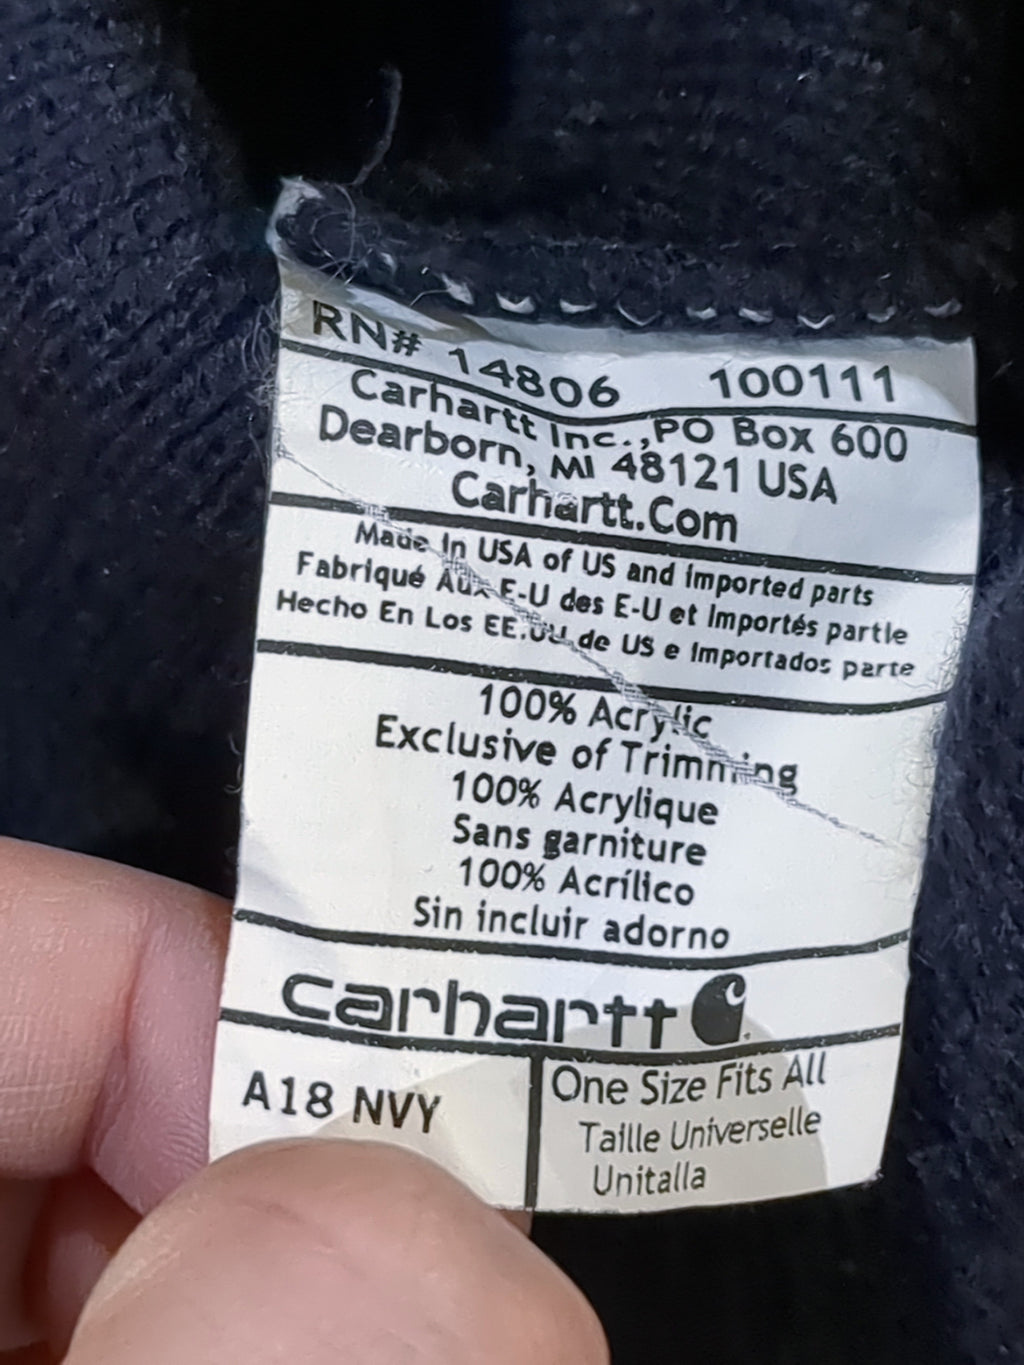 RN# 14806 100111
Carhartt Inc., PO Box 600
Dearborn, MI 48121 USA
Carhartt.Com
Made In USA of US and imported parts
Fabriqué Aux E-U des E-U et Importés partie
Hecho En Los EE.UU de US e Importados parte
100% Acrylic
Exclusive of Trimming
100% Acrylique
Sans garniture
100% Acrílico
Sin incluir adorno
carhartt
A18 NVY
One Size Fits All
Taille Universelle
Unitalla